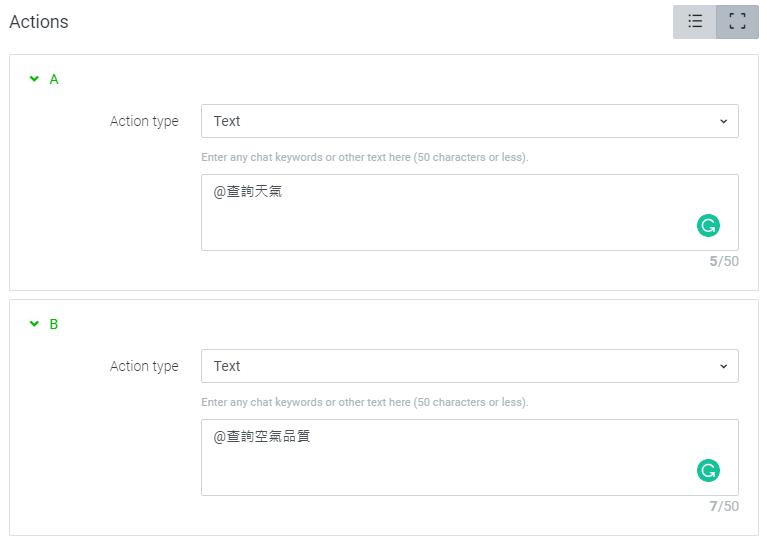 Actions
A
Action type
Text
Enter any chat keywords or other text here (50 characters or less).
@查詢天氣
5/50
B
Action type
Text
Enter any chat keywords or other text here (50 characters or less).
@查詢空氣品質
7/50